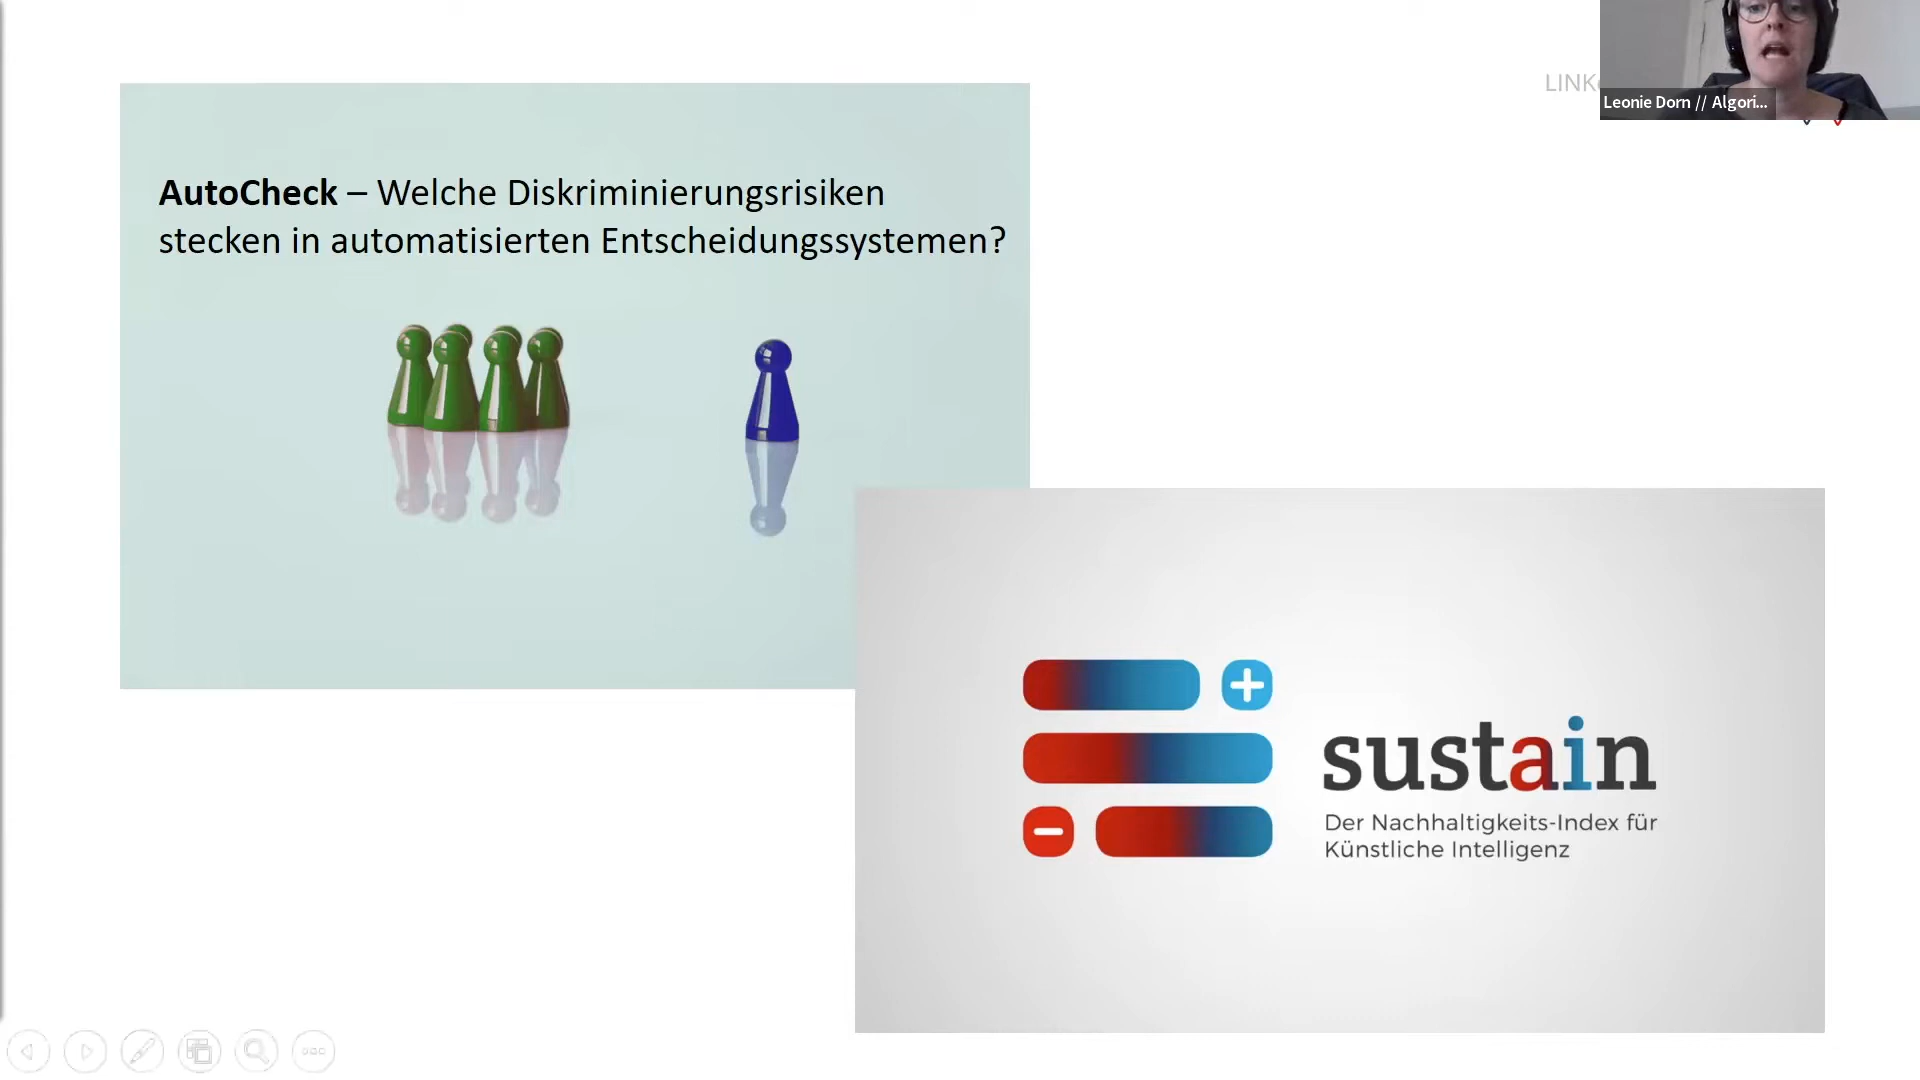 AutoCheck – Welche Diskriminierungsrisiken
stecken in automatisierten Entscheidungssystemen?
LINK
Leonie Dorn // Algori...
sustain
Der Nachhaltigkeits-Index für
Künstliche Intelligenz